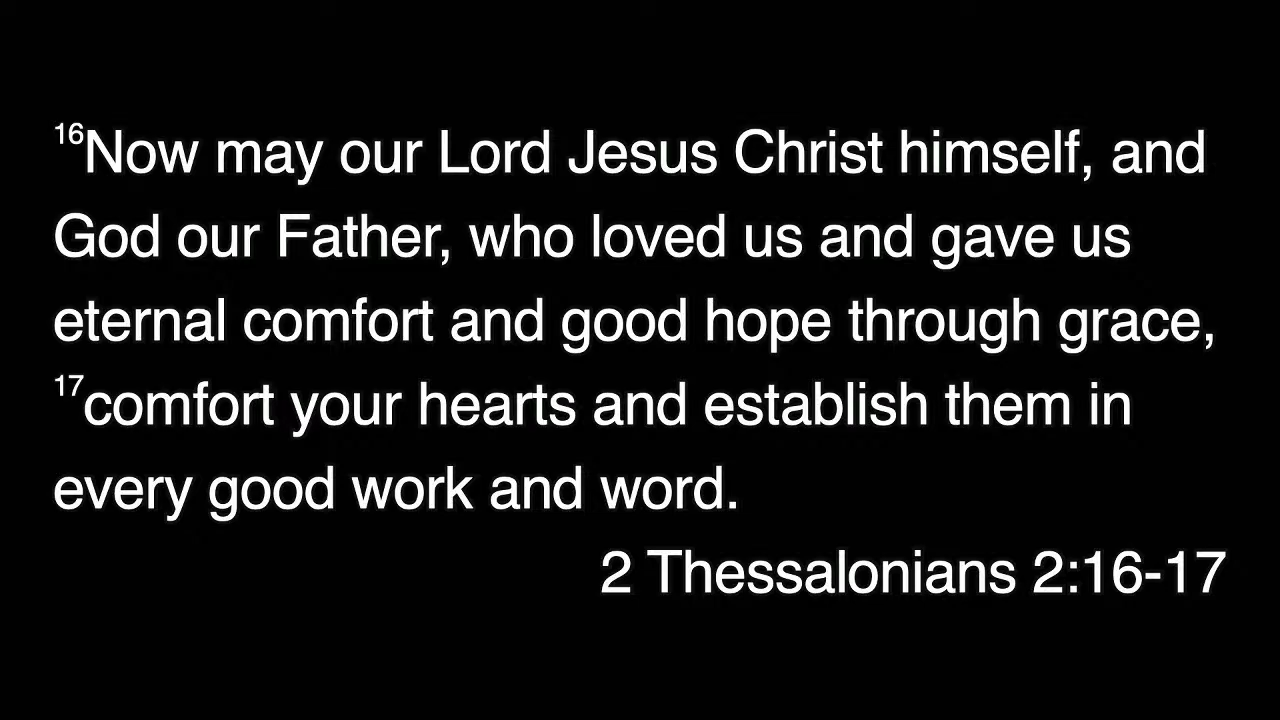 16Now may our Lord Jesus Christ himself, and
God our Father, who loved us and gave us
eternal comfort and good hope through grace,
17comfort your hearts and establish them in
every good work and word.
2 Thessalonians 2:16-17